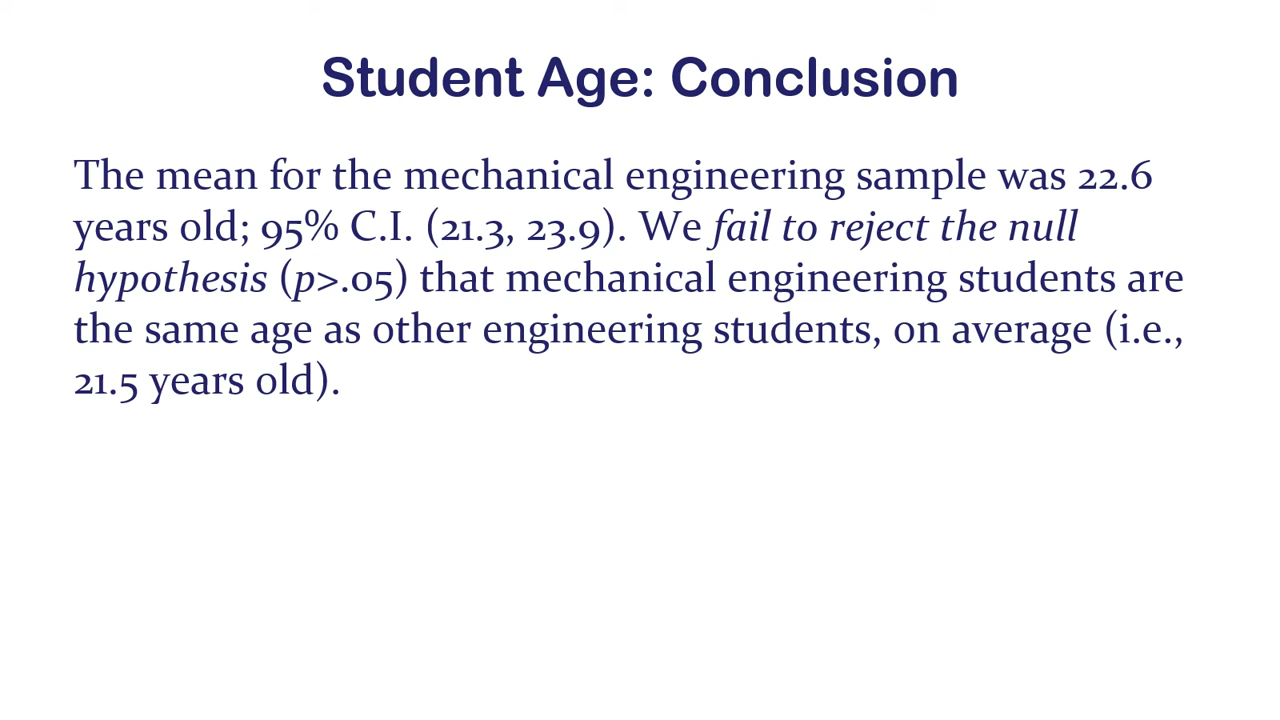 Student Age: Conclusion
The mean for the mechanical engineering sample was 22.6
years old; 95% C.I. (21.3, 23.9). We fail to reject the null
hypothesis (p>.05) that mechanical engineering students are
the same age as other engineering students, on average (i.e.,
21.5 years old).